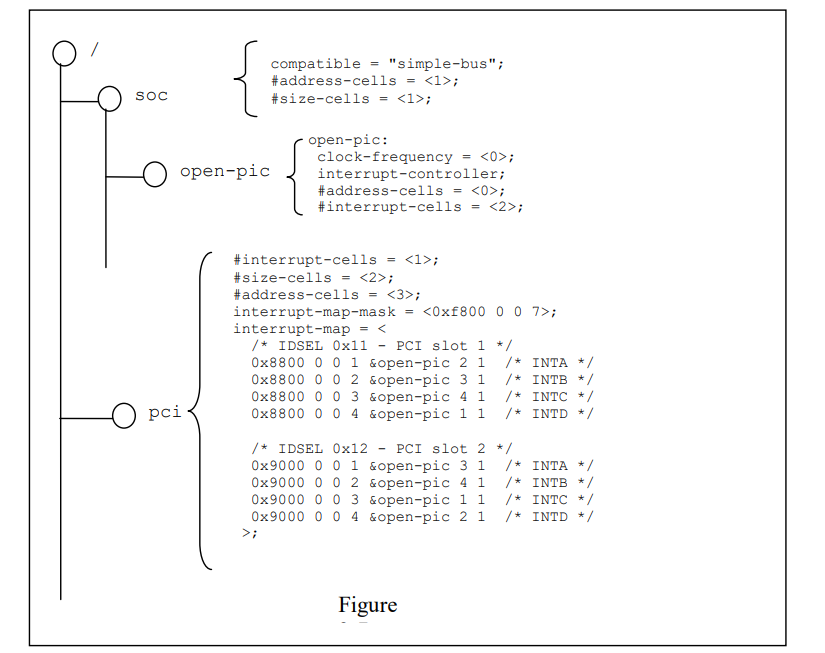 /
compatible = "simple-bus";
#address-cells = <1>;
#size-cells = <1>;
soc
open-pic:
clock-frequency = <0>;
interrupt-controller;
#address-cells = <0>;
#interrupt-cells = <2>;
open-pic
#interrupt-cells = <1>;
#size-cells = <2>;
#address-cells = <3>;
interrupt-map-mask = <0xf800 0 0 7>;
interrupt-map = <
/* IDSEL 0x11 - PCI slot 1 */
0x8800 0 0 1 &open-pic 2 1 /* INTA */
0x8800 0 0 2 &open-pic 3 1 /* INTB */
0x8800 0 0 3 &open-pic 4 1 /* INTC */
0x8800 0 0 4 &open-pic 1 1 /* INTD */
pci
/* IDSEL 0x12 - PCI slot 2 */
0x9000 0 0 1 &open-pic 3 1 /* INTA */
0x9000 0 0 2 &open-pic 4 1 /* INTB */
0x9000 0 0 3 &open-pic 1 1 /* INTC */
0x9000 0 0 4 &open-pic 2 1 /* INTD */
>;
Figure